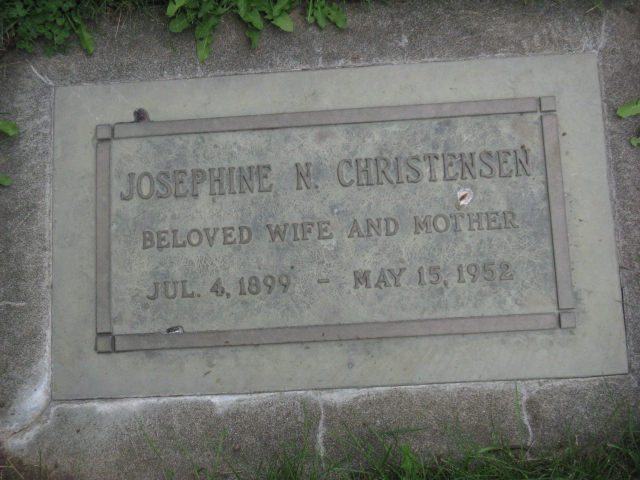 JOSEPHINE N. CHRISTENSEN
BELOVED WIFE AND MOTHER
JUL. 4, 1899 - MAY 15, 1952